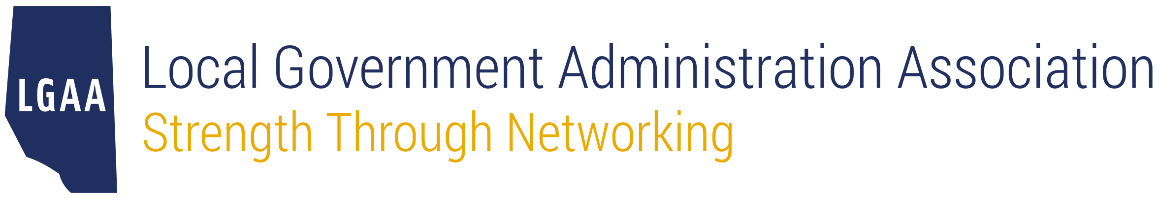 LGAA
Local Government Administration Association
Strength Through Networking